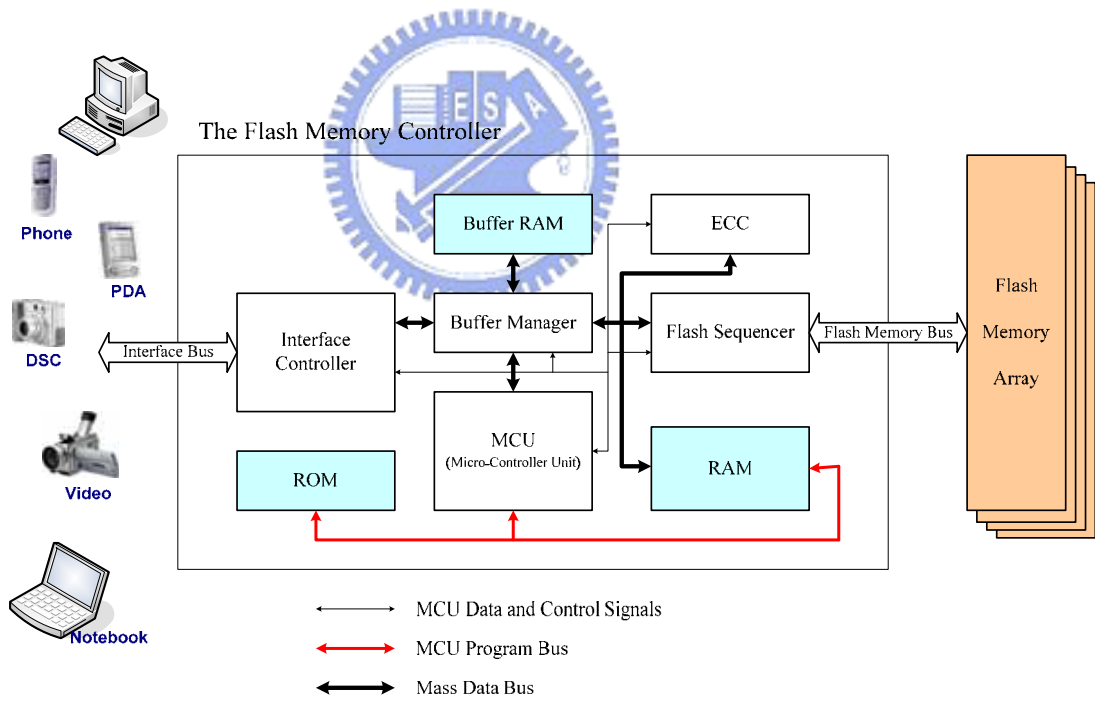 The Flash Memory Controller
ESA
Phone
PDA
DSC
Video
Notebook
Interface Bus
Interface
Controller
Buffer RAM
Buffer Manager
MCU
(Micro-Controller Unit)
ROM
ECC
Flash Sequencer
RAM
Flash Memory Bus
Flash
Memory
Array
MCU Data and Control Signals
MCU Program Bus
Mass Data Bus